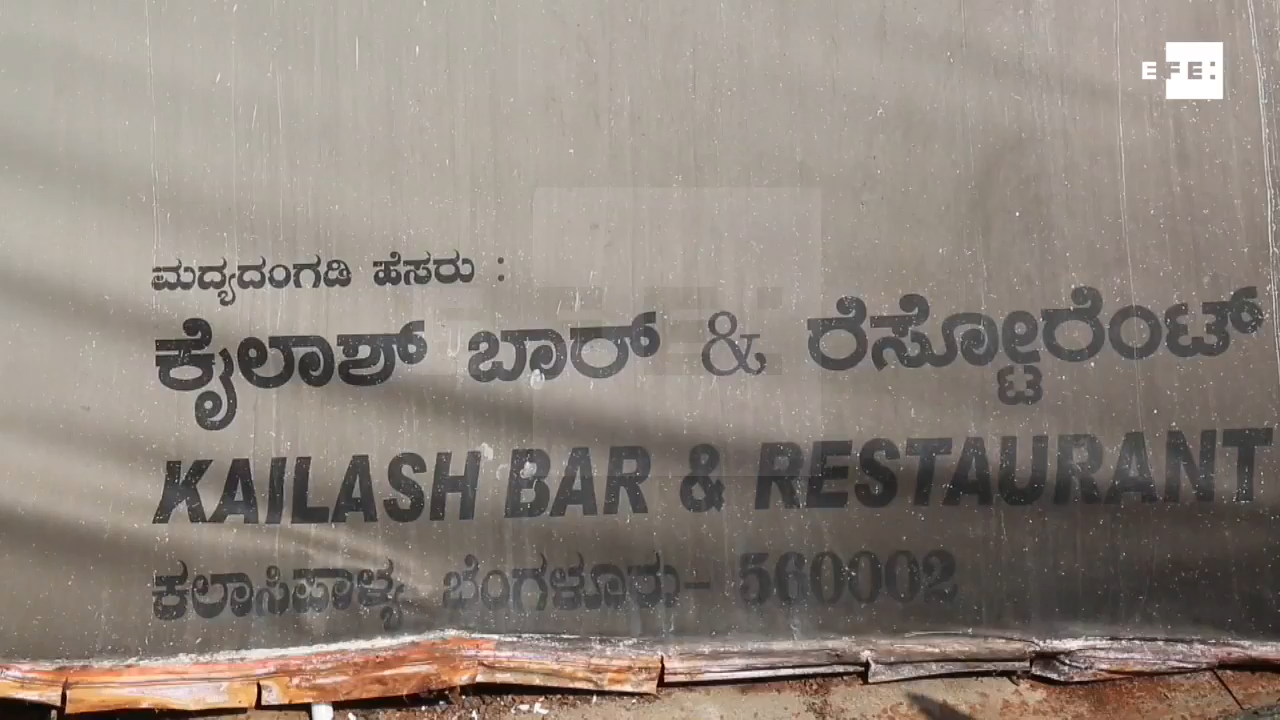 EFE:
ಮದ್ಯದಂಗಡಿ ಹೆಸರು :
ಕೈಲಾಶ್ ಬಾರ್ & ರೆಸ್ಟೋರೆಂಟ್
KAILASH BAR & RESTAURANT
ಕಲಾಸಿಪಾಳ್ಯ ಬೆಂಗಳೂರು- 560002